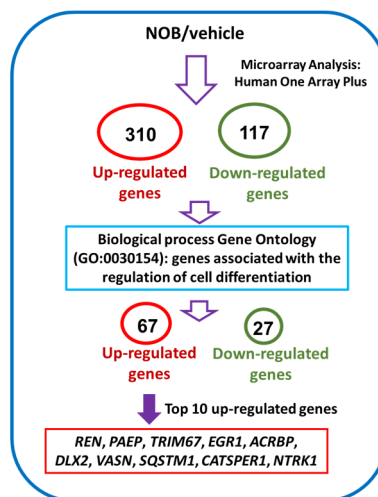 NOB/vehicle
Microarray Analysis:
Human One Array Plus
310
117
Up-regulated
genes
Down-regulated
genes
Biological process Gene Ontology
(GO:0030154): genes associated with the
regulation of cell differentiation
67
27
Up-regulated
genes
Down-regulated
genes
Top 10 up-regulated genes
REN, PAEP, TRIM67, EGR1, ACRBP,
DLX2, VASN, SQSTM1, CATSPER1, NTRK1